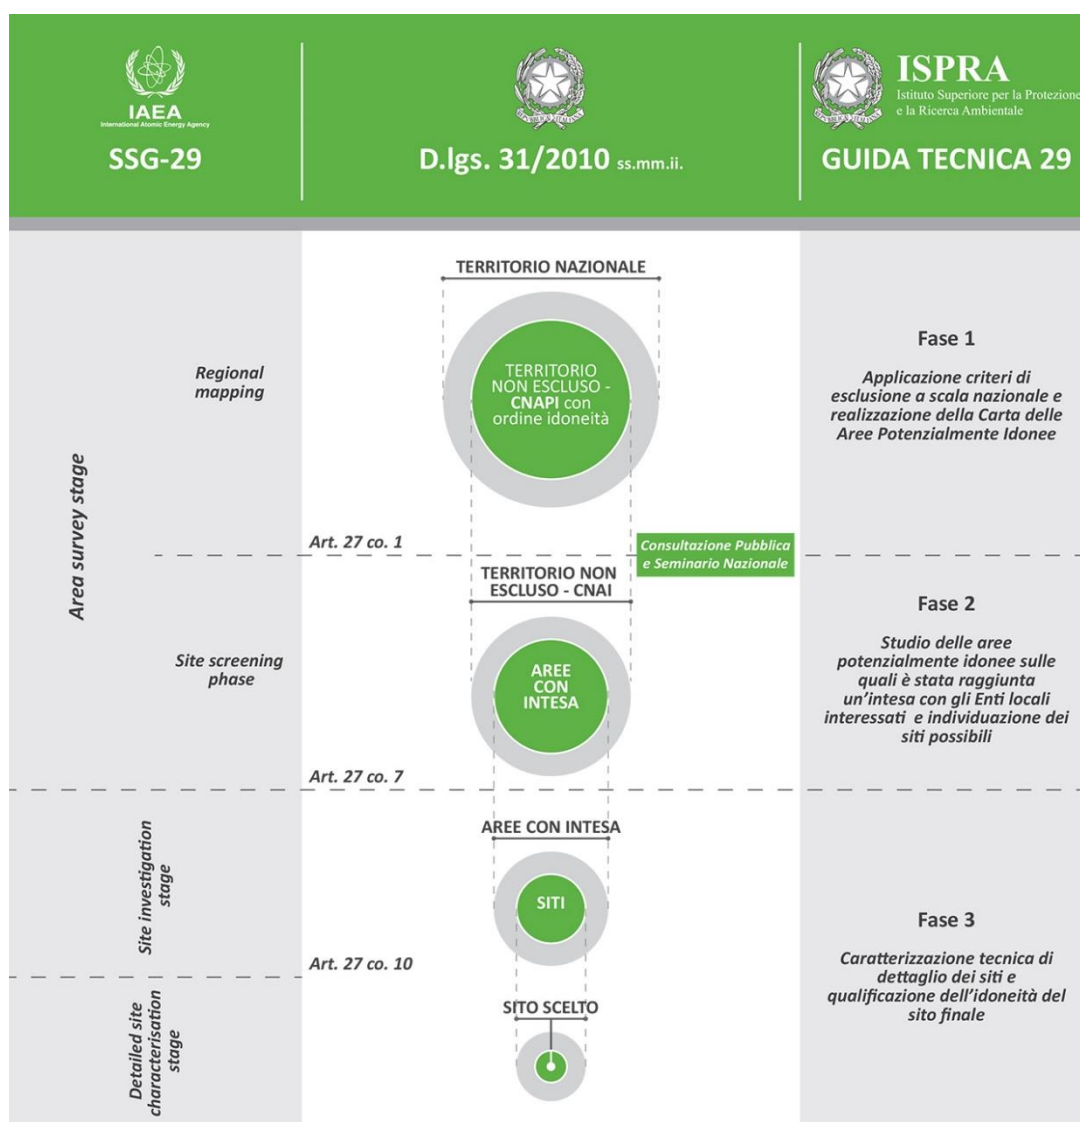 IAEA
International Atomic Energy Agency
SSG-29
D.lgs. 31/2010 ss.mm.ii.
ISPRA
Istituto Superiore per la Protezione
e la Ricerca Ambientale
GUIDA TECNICA 29
Area survey stage
Regional
mapping
TERRITORIO NAZIONALE
TERRITORIO
NON ESCLUSO -
CNAPI con
ordine idoneità
Fase 1
Applicazione criteri di
esclusione a scala nazionale e
realizzazione della Carta delle
Aree Potenzialmente Idonee
Art. 27 co. 1
Consultazione Pubblica
e Seminario Nazionale
Site screening
phase
TERRITORIO NON
ESCLUSO - CNAI
AREE
CON
INTESA
Fase 2
Studio delle aree
potenzialmente idonee sulle
quali è stata raggiunta
un'intesa con gli Enti locali
interessati e individuazione dei
siti possibili
Art. 27 co. 7
Site investigation
stage
AREE CON INTESA
SITI
Art. 27 co. 10
Fase 3
Caratterizzazione tecnica di
dettaglio dei siti e
qualificazione dell'idoneità del
sito finale
Detailed site
characterisation
stage
SITO SCELTO